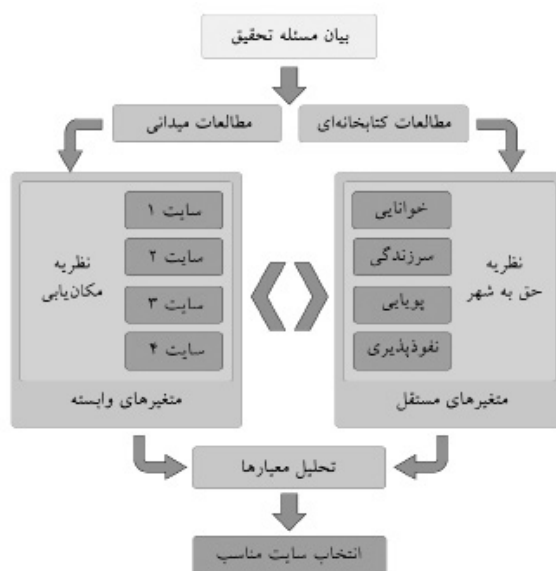 بیان مسئله تحقیق
مطالعات کتابخانه‌ای
مطالعات میدانی
نظریه
حق به شهر
خوانایی
سرزندگی
پویایی
نفوذپذیری
متغیرهای مستقل
سایت ۱
سایت ۲
سایت ۳
سایت ۴
نظریه
مکان‌یابی
متغیرهای وابسته
تحلیل معیارها
انتخاب سایت مناسب